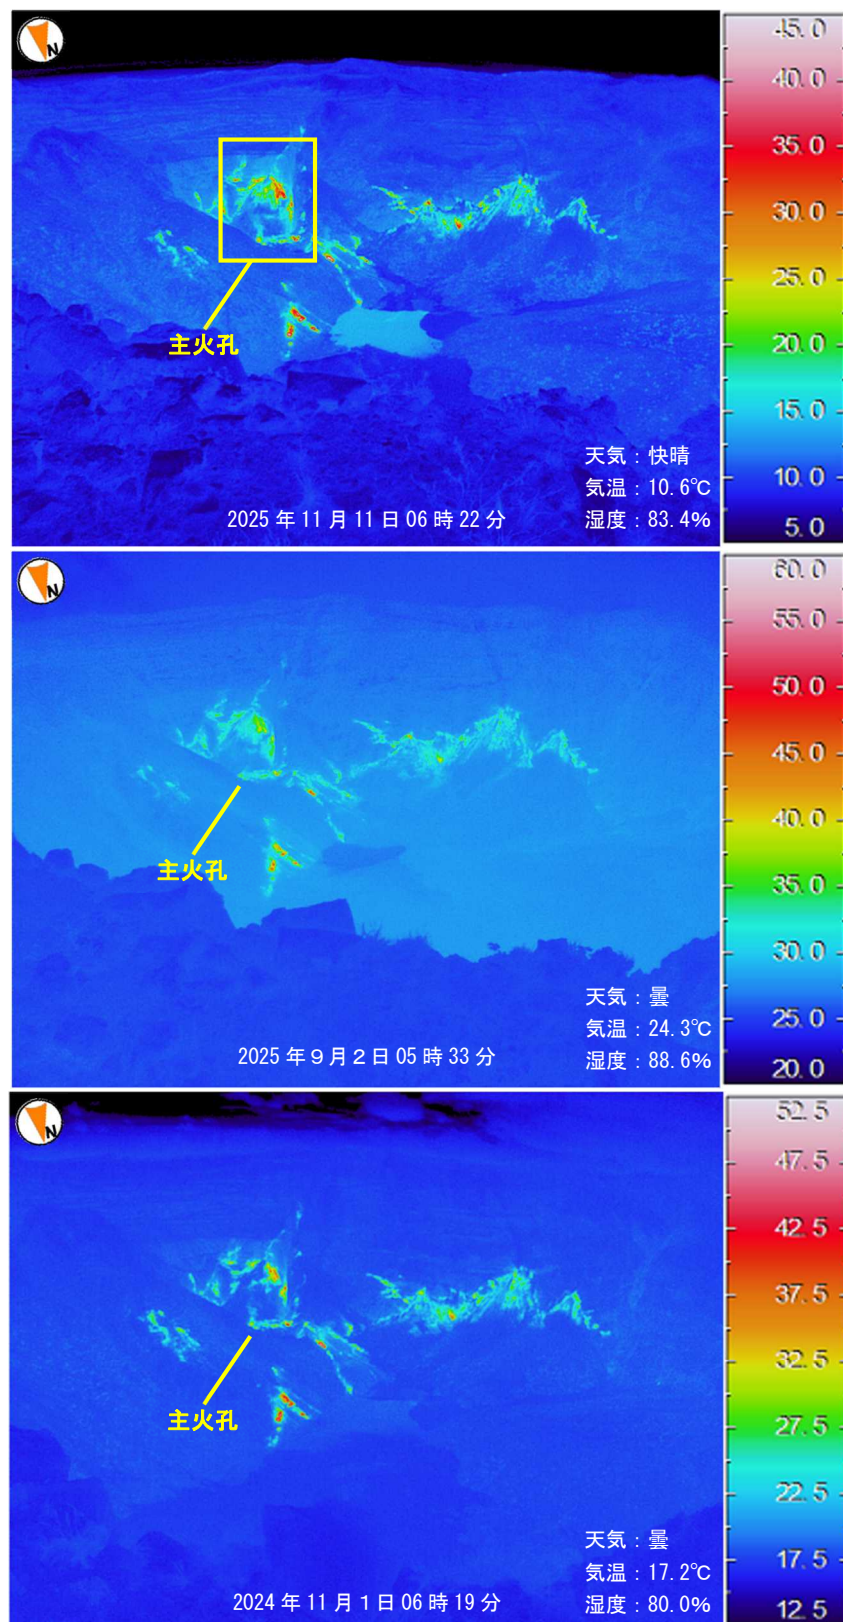 N
45.0
40.0
35.0
30.0
25.0
20.0
15.0
10.0
5.0
主火孔
天気：快晴
気温：10.6℃
湿度：83.4%
2025年11月11日06時22分
N
60.0
55.0
50.0
45.0
40.0
35.0
30.0
25.0
20.0
主火孔
天気：曇
気温：24.3℃
湿度：88.6%
2025年９月２日05時33分
N
52.5
47.5
42.5
37.5
32.5
27.5
22.5
17.5
12.5
主火孔
天気：曇
気温：17.2℃
湿度：80.0%
2024年11月１日06時19分